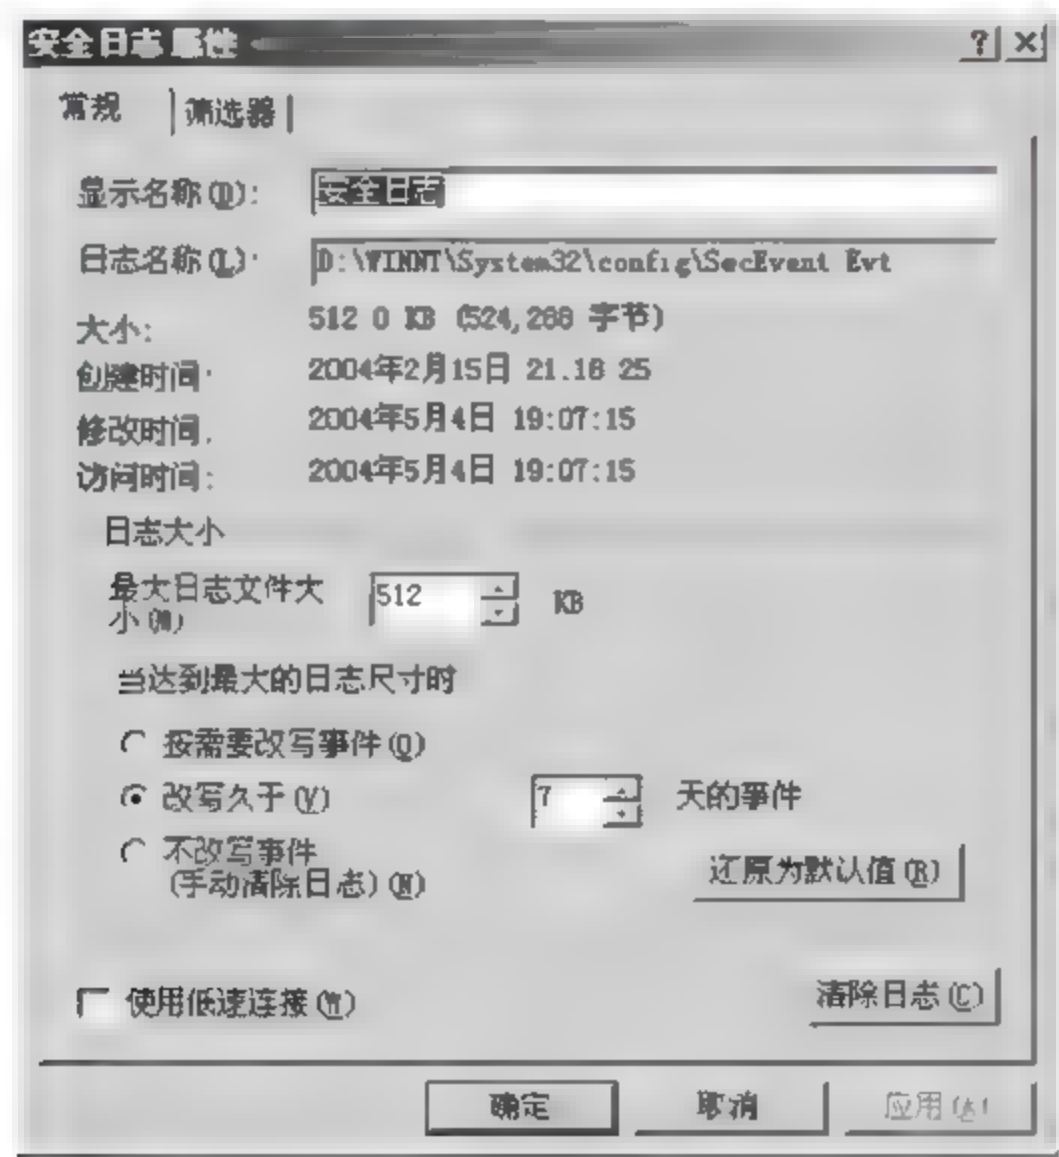 安全日志 属性
常规
筛选器
显示名称(D):
安全日志
日志名称(L):
D:\WINNT\System32\config\SecEvent Evt
大小:
512 0 KB (524,288 字节)
创建时间:
2004年2月15日 21:18 25
修改时间:
2004年5月4日 19:07:15
访问时间:
2004年5月4日 19:07:15
日志大小
最大日志文件大
小(M)
512
KB
当达到最大的日志尺寸时
按需要改写事件(O)
改写久于(V)
7
天的事件
不改写事件
(手动清除日志)(N)
还原为默认值(R)
使用低速连接(W)
清除日志(C)
确定
取消
应用(A)